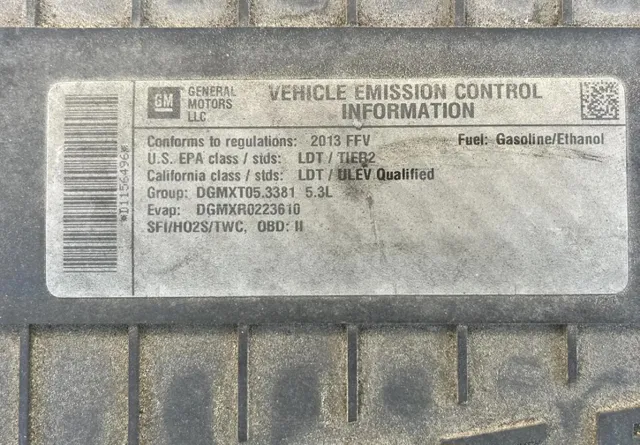 GM
GENERAL
MOTORS
LLC
VEHICLE EMISSION CONTROL
INFORMATION
Conforms to regulations: 2013 FFV Fuel: Gasoline/Ethanol
U.S. EPA class / stds: LDT / TIER2
California class / stds: LDT / ULEV Qualified
Group: DGMXT05.3381 5.3L
Evap: DGMXR0223610
SFI/HO2S/TWC, OBD: II
*D1156496*